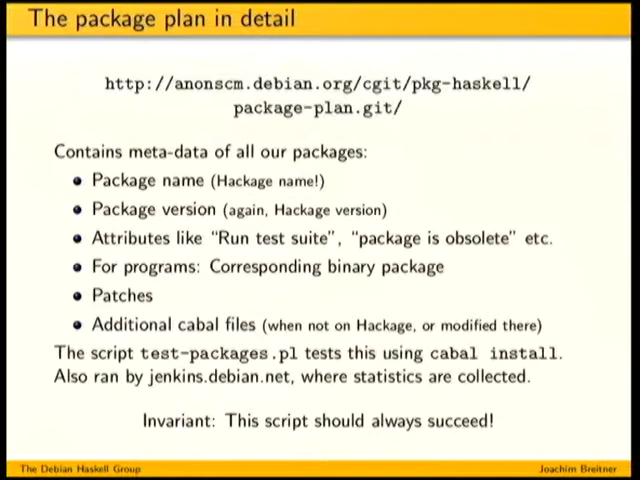 The package plan in detail
http://anonscm.debian.org/cgit/pkg-haskell/
package-plan.git/
Contains meta-data of all our packages:
Package name (Hackage name!)
Package version (again, Hackage version)
Attributes like “Run test suite”, “package is obsolete” etc.
For programs: Corresponding binary package
Patches
Additional cabal files (when not on Hackage, or modified there)
The script test-packages.pl tests this using cabal install.
Also ran by jenkins.debian.net, where statistics are collected.
Invariant: This script should always succeed!
The Debian Haskell Group
Joachim Breitner